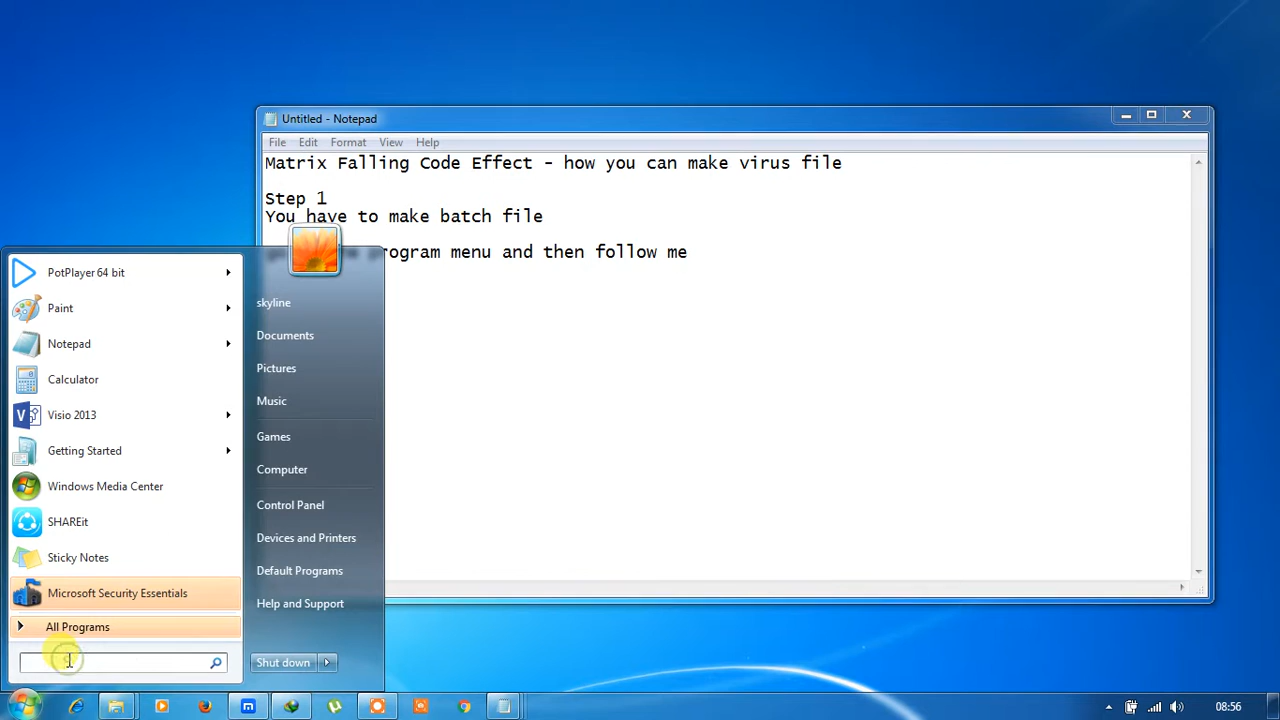 Untitled - Notepad
File Edit Format View Help
Matrix Falling Code Effect - how you can make virus file
Step 1
You have to make batch file
program menu and then follow me
PotPlayer 64 bit
Paint
Notepad
Calculator
Visio 2013
Getting Started
Windows Media Center
SHAREit
Sticky Notes
Microsoft Security Essentials
All Programs
skyline
Documents
Pictures
Music
Games
Computer
Control Panel
Devices and Printers
Default Programs
Help and Support
Shut down
08:56